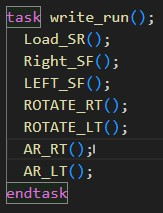 task write_run();
Load_SR();
Right_SF();
LEFT_SF();
ROTATE_RT();
ROTATE_LT();
AR_RT();
AR_LT();
endtask